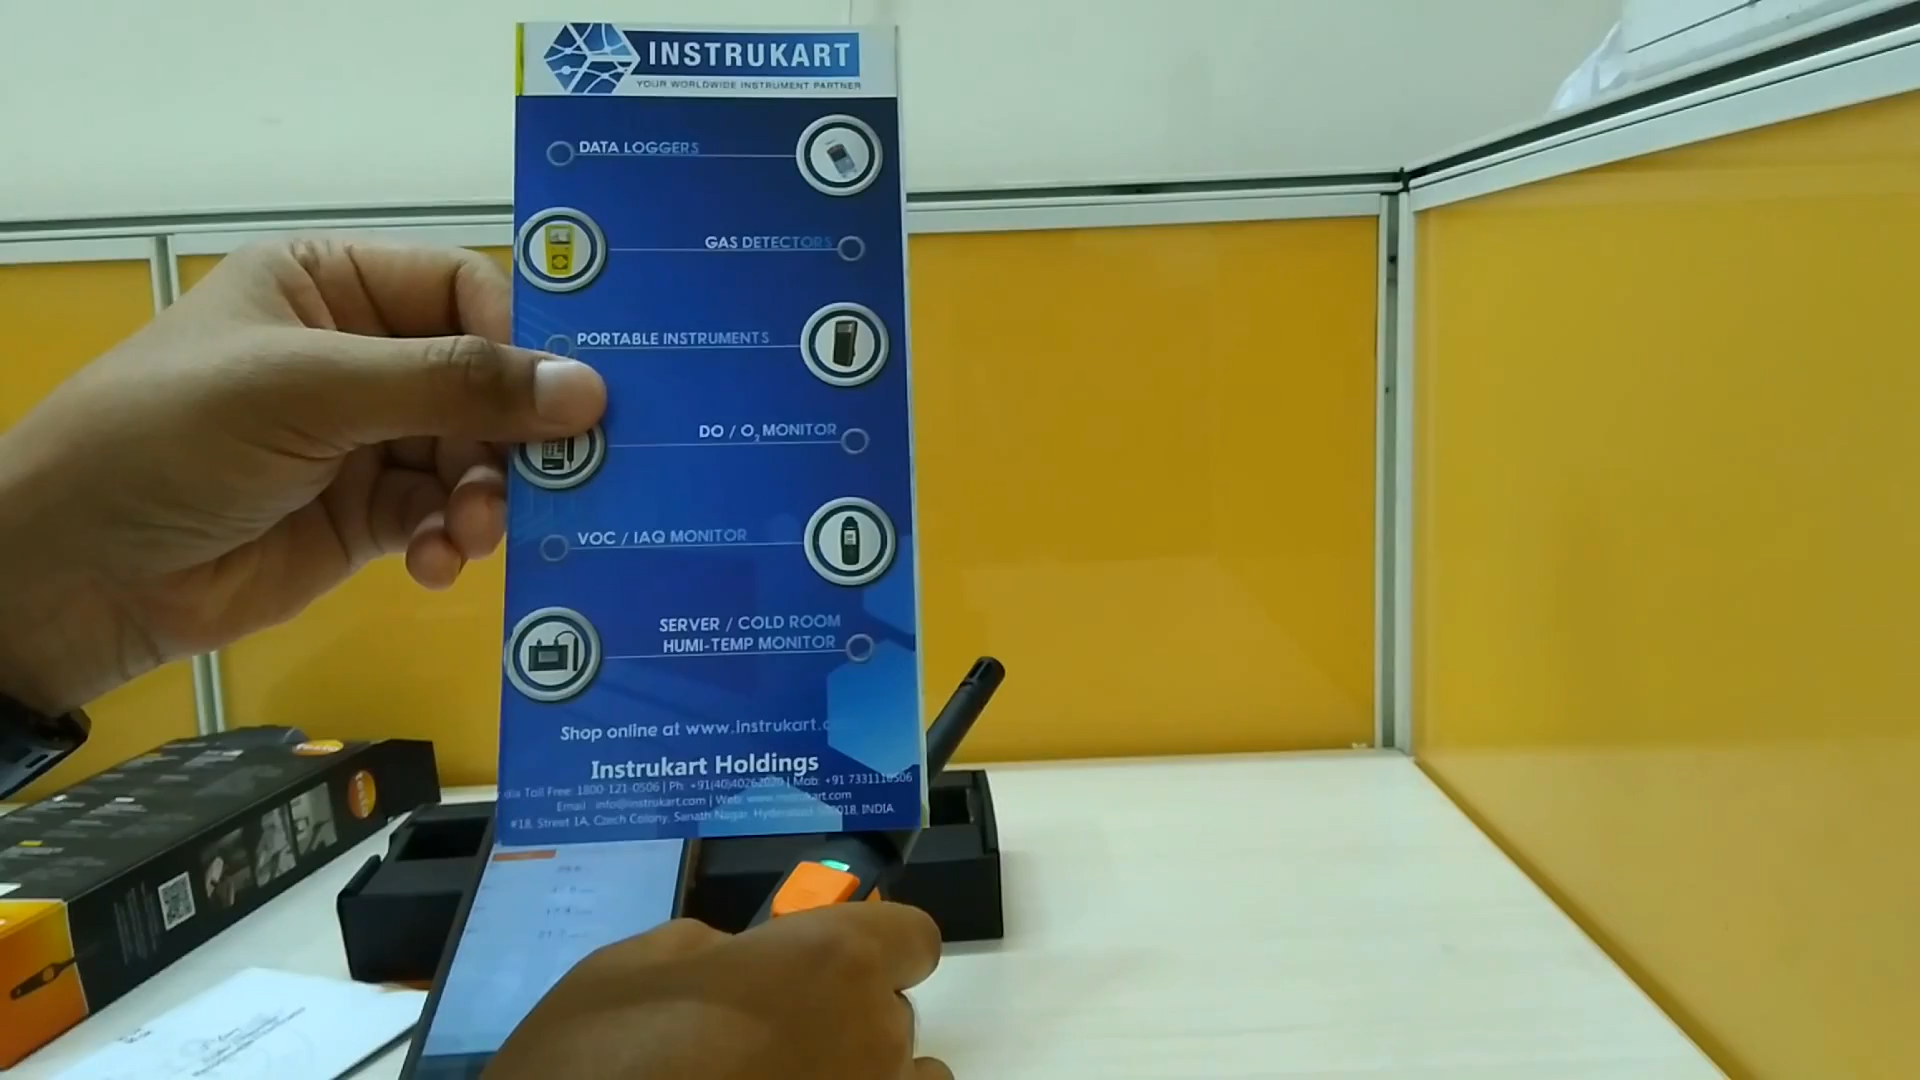 INSTRUKART
YOUR WORLDWIDE INSTRUMENT PARTNER
DATA LOGGERS
GAS DETECTORS
PORTABLE INSTRUMENTS
DO / O₂ MONITOR
VOC / IAQ MONITOR
SERVER / COLD ROOM
HUMI-TEMP MONITOR
Shop online at www.instrukart.
Instrukart Holdings
Toll Free: 1800-121-0506 | Ph: +91(40)40262020 | Mob: +91 7331110506
Email: info@instrukart.com | Web: www.instrukart.com
#18, Street 1A, Czech Colony, Sanath Nagar, Hyderabad 500018, INDIA
testo
testo